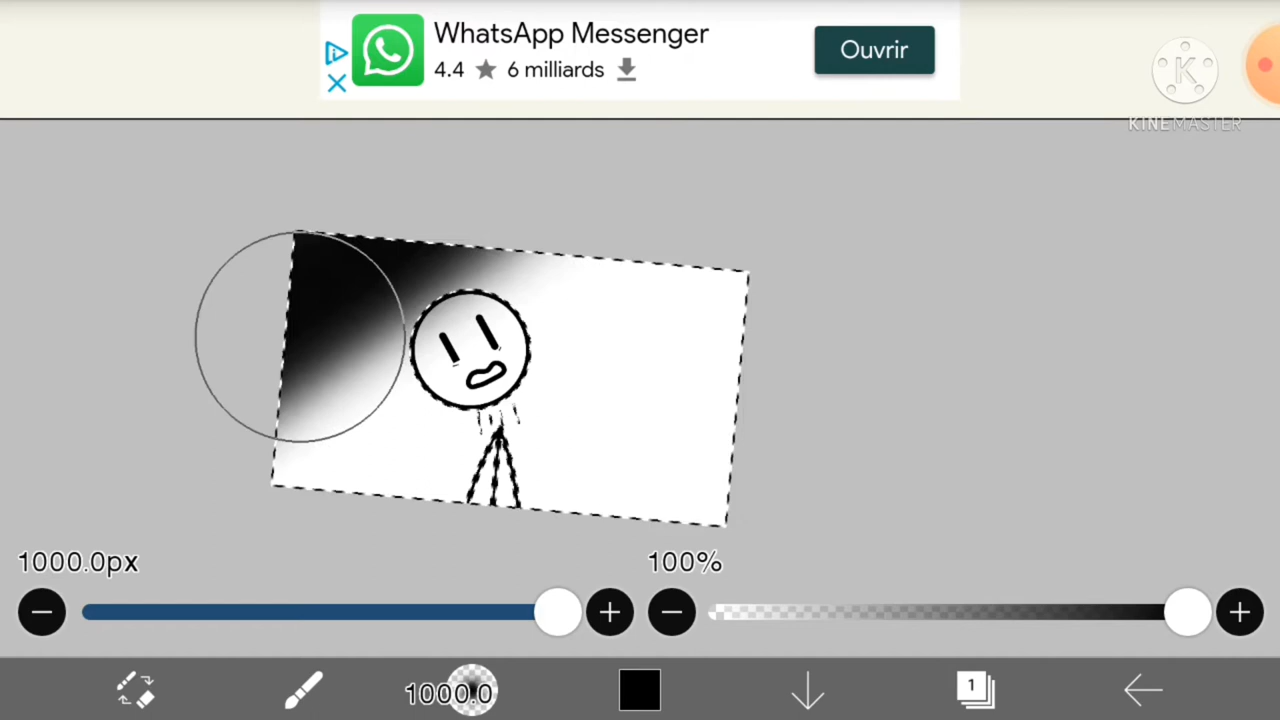 WhatsApp Messenger
4.4 ★ 6 milliards
Ouvrir
KINEMASTER
1000.0px
100%
1000.0
1